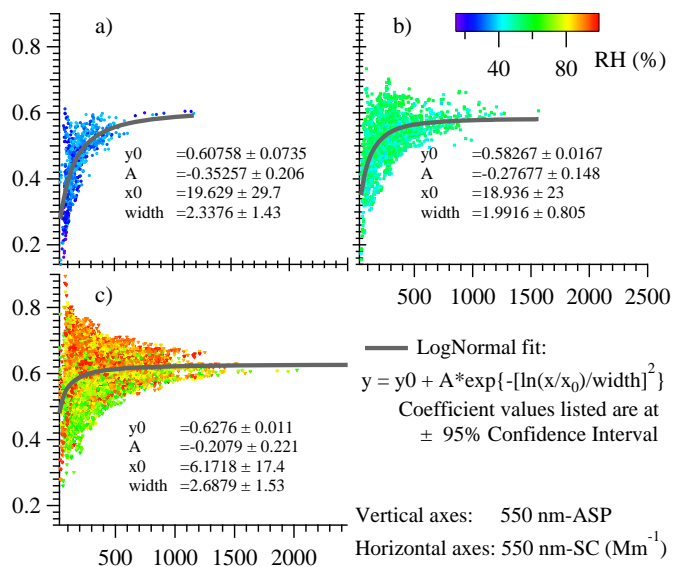 a)
b)
40 80
RH (%)
0.8
0.6
0.4
0.2
y0 =0.60758 ± 0.0735
A =-0.35257 ± 0.206
x0 =19.629 ± 29.7
width =2.3376 ± 1.43
y0 =0.58267 ± 0.0167
A =-0.27677 ± 0.148
x0 =18.936 ± 23
width =1.9916 ± 0.805
500 1000 1500 2000 2500
c)
0.8
0.6
0.4
0.2
y0 =0.6276 ± 0.011
A =-0.2079 ± 0.221
x0 =6.1718 ± 17.4
width =2.6879 ± 1.53
500 1000 1500 2000
LogNormal fit:
y = y0 + A*exp{-[ln(x/x₀)/width]²}
Coefficient values listed are at
± 95% Confidence Interval
Vertical axes: 550 nm-ASP
Horizontal axes: 550 nm-SC (Mm⁻¹)